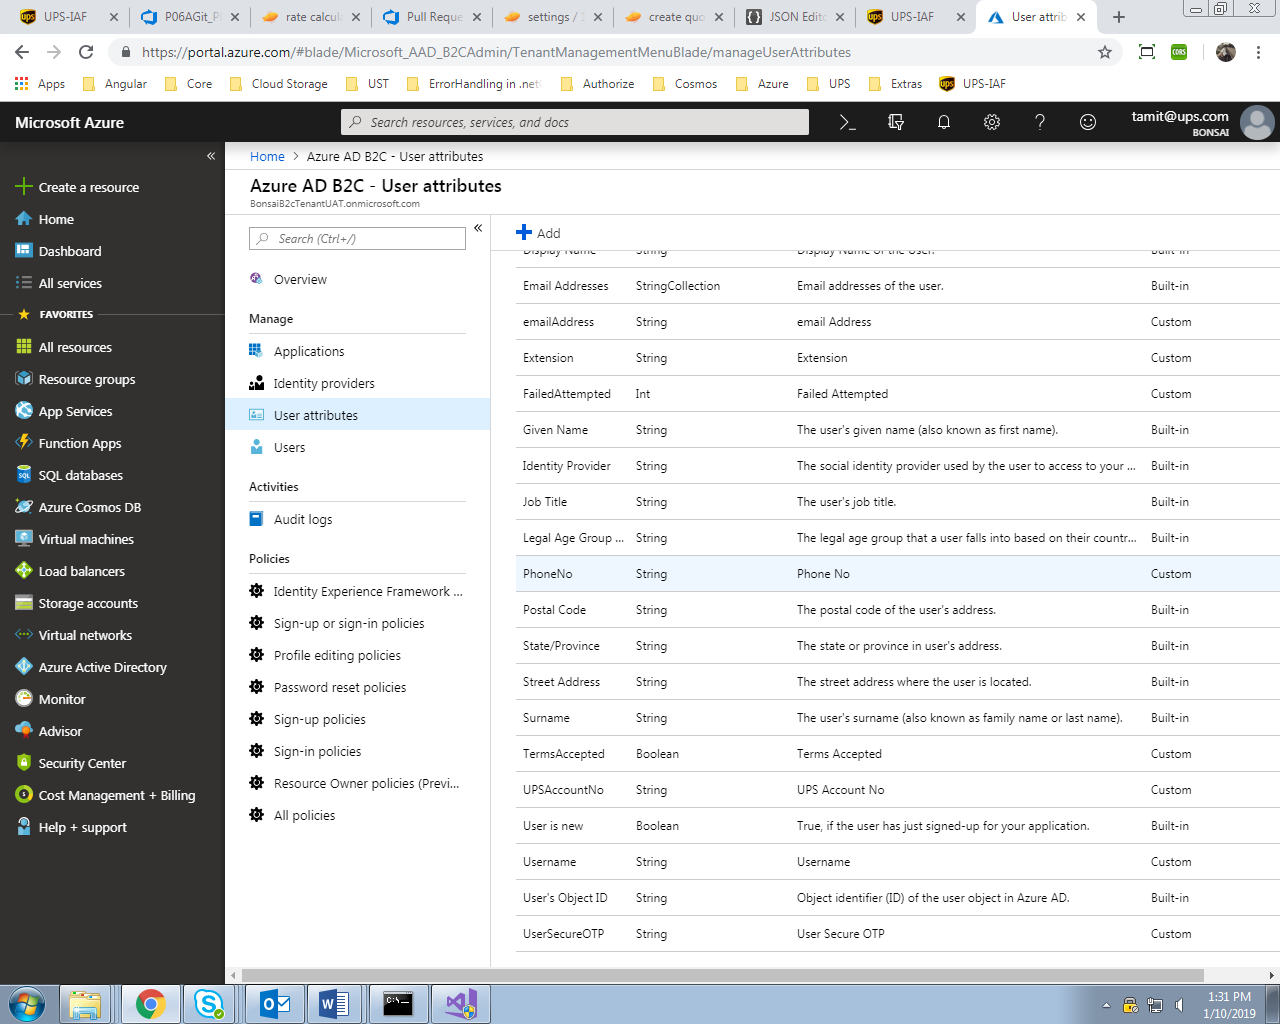 UPS-IAF
P06AGit_P
rate calcul
Pull Reque
settings / 1
create quo
JSON Edit
UPS-IAF
User attrib
https://portal.azure.com/#blade/Microsoft_AAD_B2CAdmin/TenantManagementMenuBlade/manageUserAttributes
CORS
Apps
Angular
Core
Cloud Storage
UST
ErrorHandling in .net
Authorize
Cosmos
Azure
UPS
Extras
UPS-IAF
Microsoft Azure
Search resources, services, and docs
tamit@ups.com
BONSAI
Create a resource
Home
Dashboard
All services
FAVORITES
All resources
Resource groups
App Services
Function Apps
SQL databases
Azure Cosmos DB
Virtual machines
Load balancers
Storage accounts
Virtual networks
Azure Active Directory
Monitor
Advisor
Security Center
Cost Management + Billing
Help + support
Home > Azure AD B2C - User attributes
Azure AD B2C - User attributes
BonsaiB2cTenantUAT.onmicrosoft.com
Search (Ctrl+/)
Overview
Manage
Applications
Identity providers
User attributes
Users
Activities
Audit logs
Policies
Identity Experience Framework ...
Sign-up or sign-in policies
Profile editing policies
Password reset policies
Sign-up policies
Sign-in policies
Resource Owner policies (Previ...
All policies
Add
Display Name String Display Name of the User. Built-in
Email Addresses StringCollection Email addresses of the user. Built-in
emailAddress String email Address Custom
Extension String Extension Custom
FailedAttempted Int Failed Attempted Custom
Given Name String The user's given name (also known as first name). Built-in
Identity Provider String The social identity provider used by the user to access to your ... Built-in
Job Title String The user's job title. Built-in
Legal Age Group ... String The legal age group that a user falls into based on their countr... Built-in
PhoneNo String Phone No Custom
Postal Code String The postal code of the user's address. Built-in
State/Province String The state or province in user's address. Built-in
Street Address String The street address where the user is located. Built-in
Surname String The user's surname (also known as family name or last name). Built-in
TermsAccepted Boolean Terms Accepted Custom
UPSAccountNo String UPS Account No Custom
User is new Boolean True, if the user has just signed-up for your application. Built-in
Username String Username Custom
User's Object ID String Object identifier (ID) of the user object in Azure AD. Built-in
UserSecureOTP String User Secure OTP Custom
1:31 PM
1/10/2019